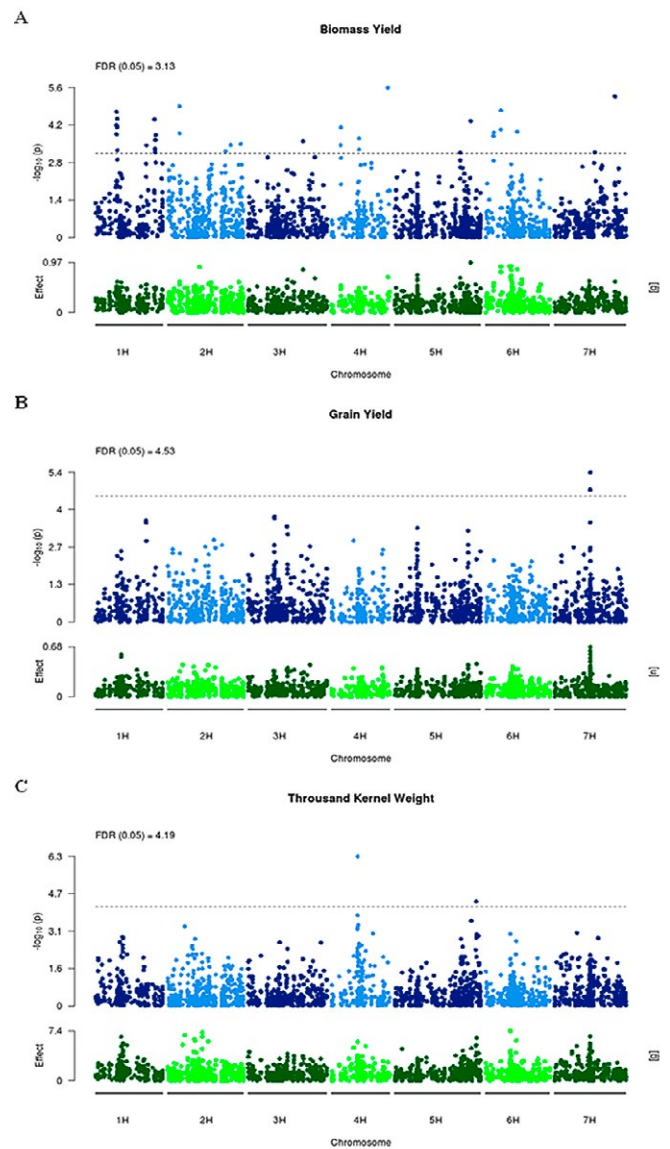 A
Biomass Yield
FDR (0.05) = 3.13
5.6
4.2
2.8
1.4
0
-log10 (p)
0.97
0
Effect
[g]
1H 2H 3H 4H 5H 6H 7H
Chromosome
B
Grain Yield
FDR (0.05) = 4.53
5.4
4
2.7
1.3
0
-log10 (p)
0.68
0
Effect
1H 2H 3H 4H 5H 6H 7H
Chromosome
C
Throusand Kernel Weight
FDR (0.05) = 4.19
6.3
4.7
3.1
1.6
0
-log10 (p)
7.4
0
Effect
[g]
1H 2H 3H 4H 5H 6H 7H
Chromosome